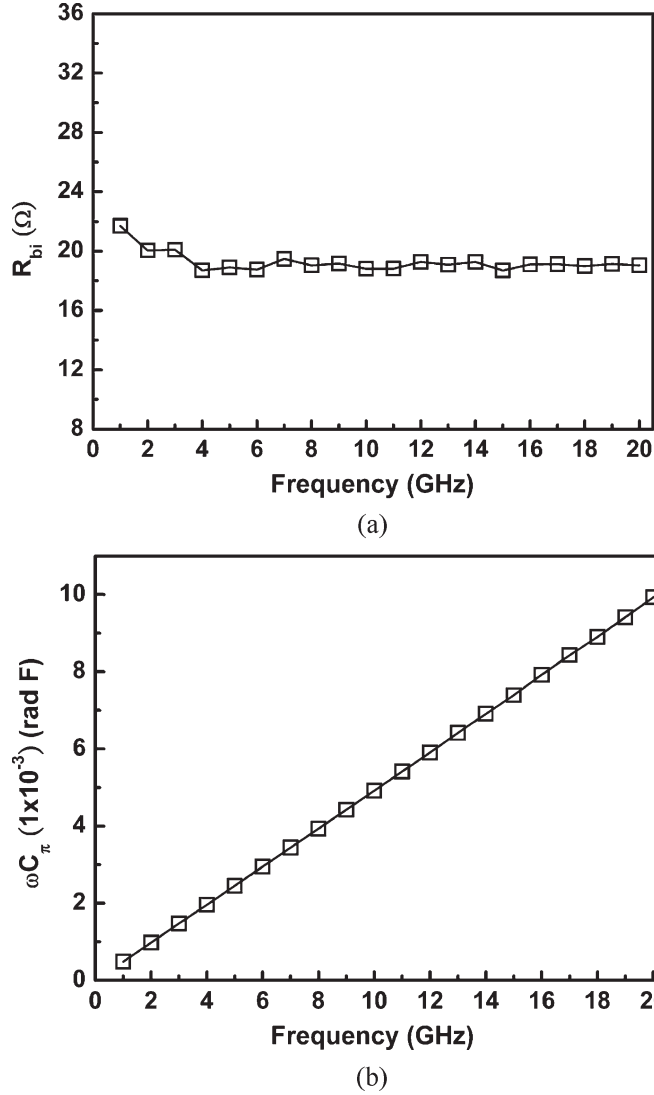 36
32
28
24
20
16
12
8
R_bi (Ω)
0 2 4 6 8 10 12 14 16 18 20
Frequency (GHz)
(a)
10
8
6
4
2
0
ωC_π (1x10⁻³) (rad F)
0 2 4 6 8 10 12 14 16 18 2
Frequency (GHz)
(b)